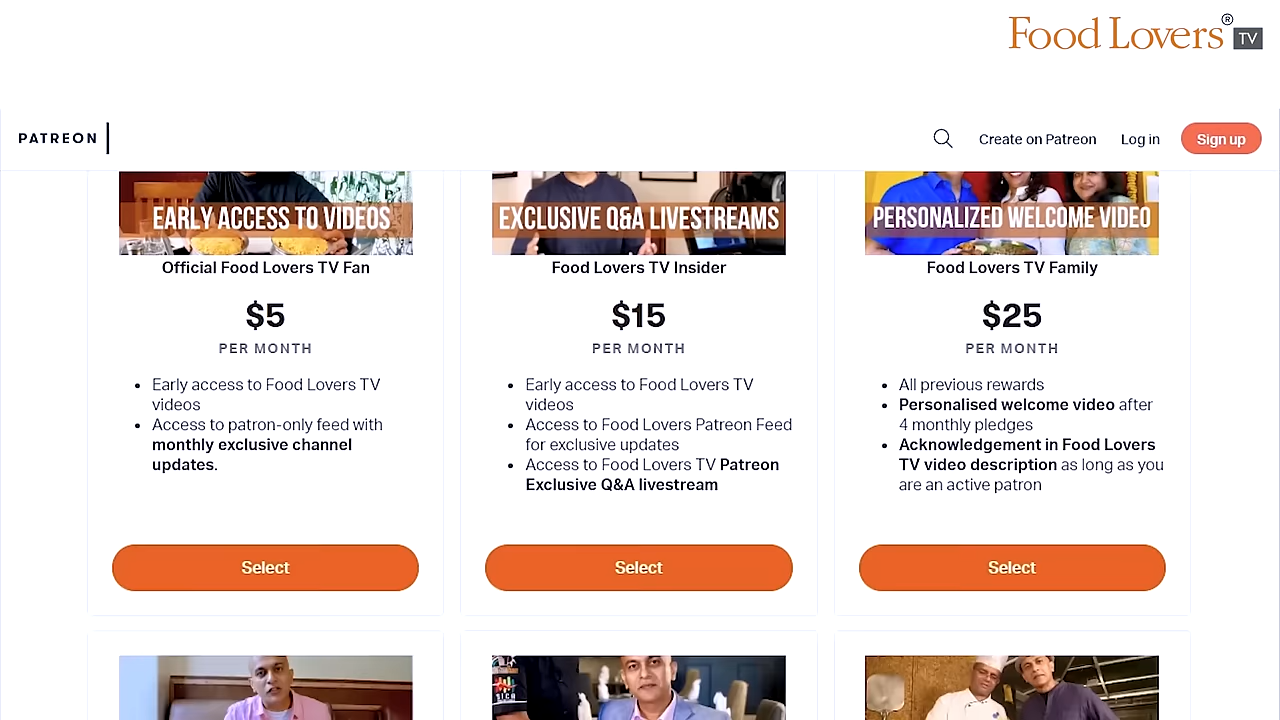 Food Lovers®
TV
PATREON
Create on Patreon
Log in
Sign up
EARLY ACCESS TO VIDEOS
Official Food Lovers TV Fan
$5
PER MONTH
• Early access to Food Lovers TV
videos
• Access to patron-only feed with
monthly exclusive channel
updates.
Select
EXCLUSIVE Q&A LIVESTREAMS
Food Lovers TV Insider
$15
PER MONTH
• Early access to Food Lovers TV
videos
• Access to Food Lovers Patreon Feed
for exclusive updates
• Access to Food Lovers TV Patreon
Exclusive Q&A livestream
Select
PERSONALIZED WELCOME VIDEO
Food Lovers TV Family
$25
PER MONTH
• All previous rewards
• Personalised welcome video after
4 monthly pledges
• Acknowledgement in Food Lovers
TV video description as long as you
are an active patron
Select